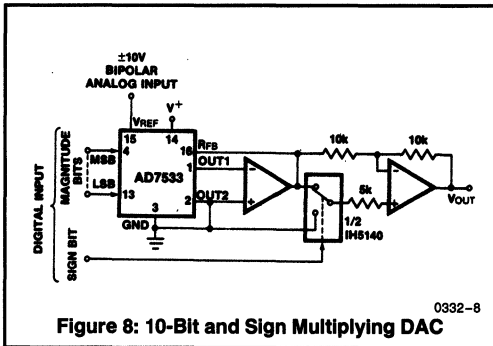 ±10V
BIPOLAR
ANALOG INPUT
V+
VREF
15
14
RFB
16
10k
10k
DIGITAL INPUT
MAGNITUDE
BITS
MSB
4
OUT1
1
-
-
AD7533
LSB
13
OUT2
2
+
5k
+
VOUT
3
GND
1/2
IH5140
SIGN BIT
0332-8
Figure 8: 10-Bit and Sign Multiplying DAC